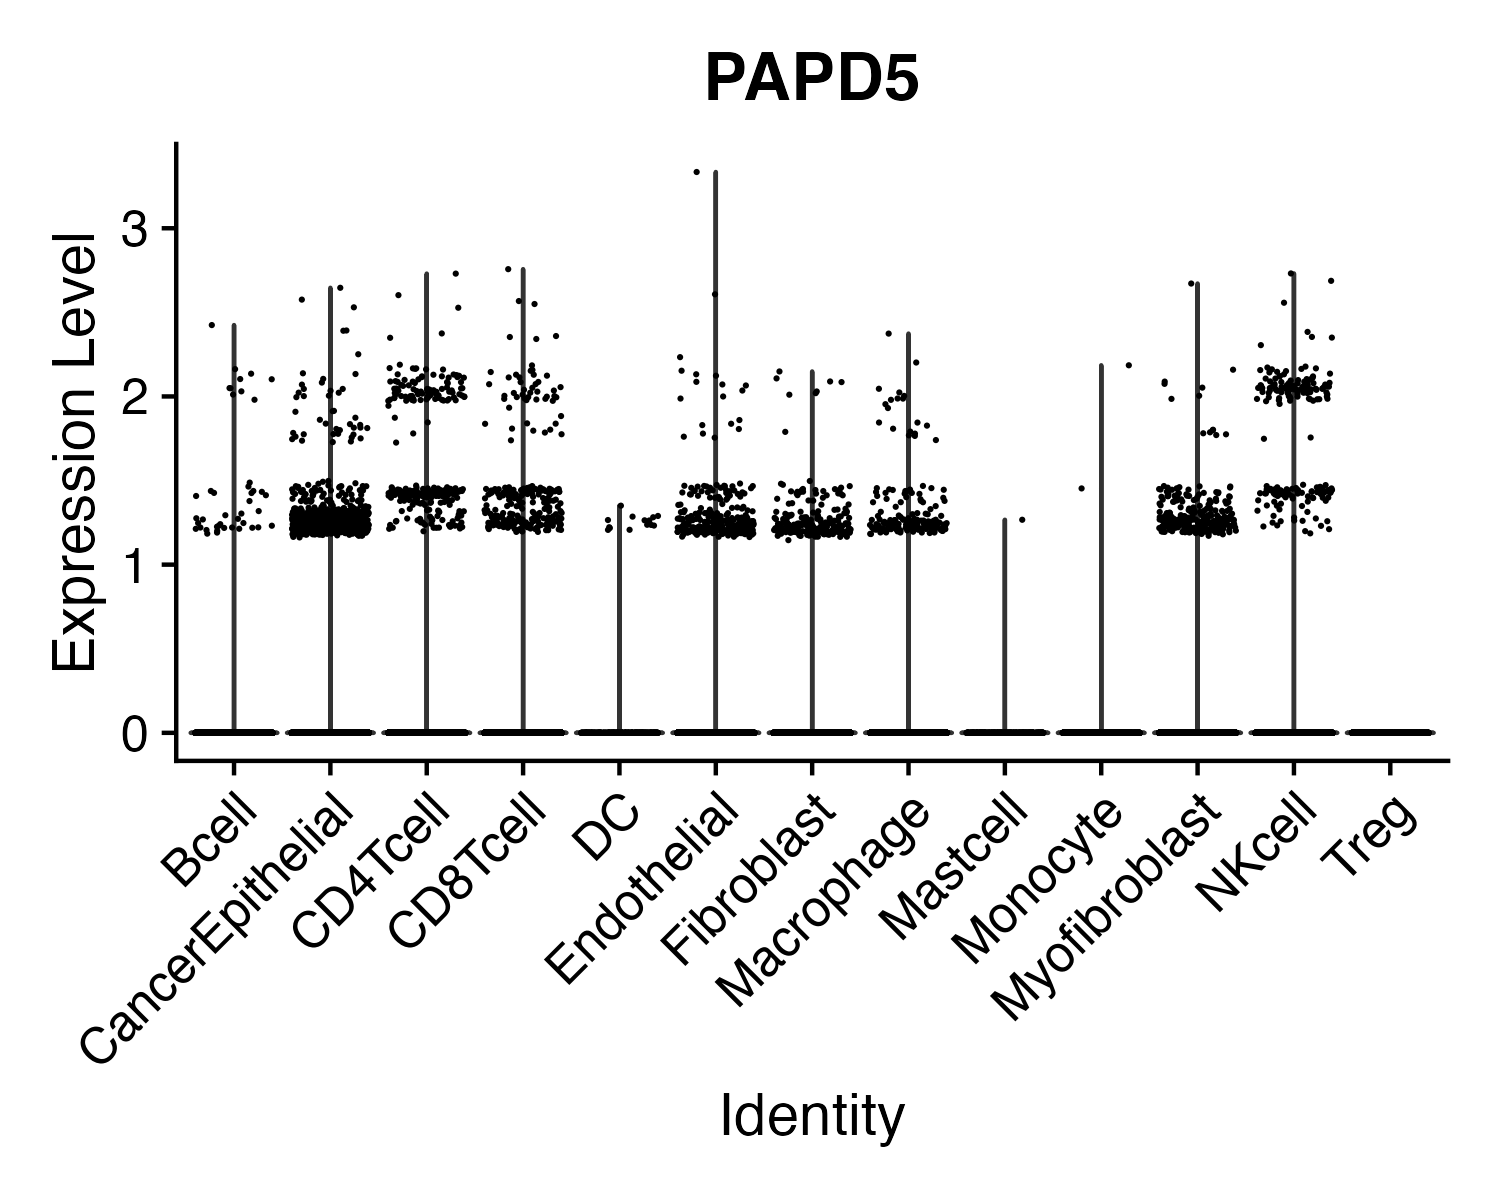 PAPD5
Expression Level
3
2
1
0
Bcell
CancerEpithelial
CD4Tcell
CD8Tcell
DC
Endothelial
Fibroblast
Macrophage
Mastcell
Monocyte
Myofibroblast
NKcell
Treg
Identity